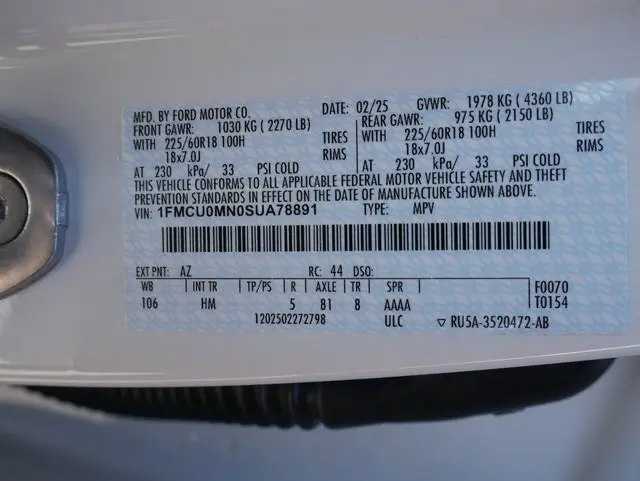 MFD. BY FORD MOTOR CO. DATE: 02/25 GVWR: 1978 KG ( 4360 LB)
FRONT GAWR: 1030 KG ( 2270 LB) REAR GAWR: 975 KG ( 2150 LB)
WITH 225/60R18 100H TIRES WITH 225/60R18 100H TIRES
18x7.0J RIMS 18x7.0J RIMS
AT 230 kPa/ 33 PSI COLD AT 230 kPa/ 33 PSI COLD
THIS VEHICLE CONFORMS TO ALL APPLICABLE FEDERAL MOTOR VEHICLE SAFETY AND THEFT
PREVENTION STANDARDS IN EFFECT ON THE DATE OF MANUFACTURE SHOWN ABOVE.
VIN: 1FMCU0MN0SUA78891 TYPE: MPV
EXT PNT: AZ RC: 44 DSO:
WB INT TR TP/PS R AXLE TR SPR F0070
106 HM 5 81 8 AAAA T0154
1202502272798 ULC ▽ RU5A-3520472-AB